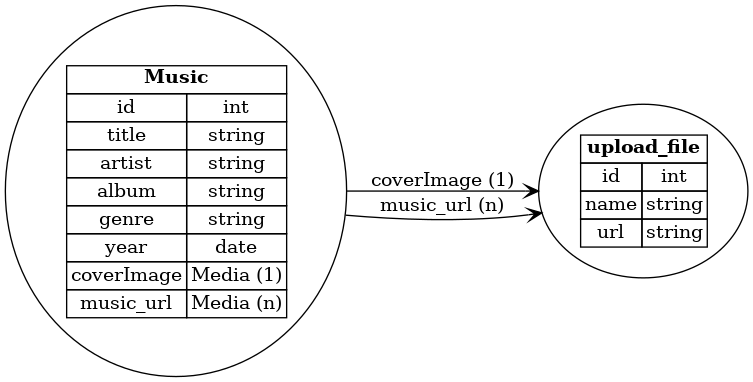 Music
id int
title string
artist string
album string
genre string
year date
coverImage Media (1)
music_url Media (n)
coverImage (1)
music_url (n)
upload_file
id int
name string
url string